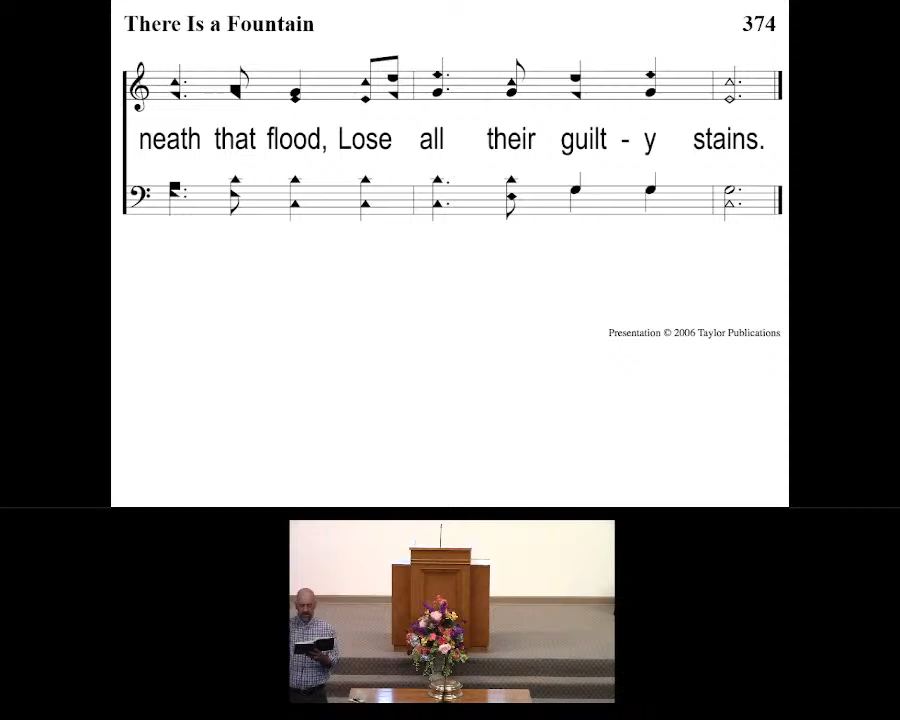 There Is a Fountain 374
neath that flood, Lose all their guilt - y stains.
Presentation © 2006 Taylor Publications